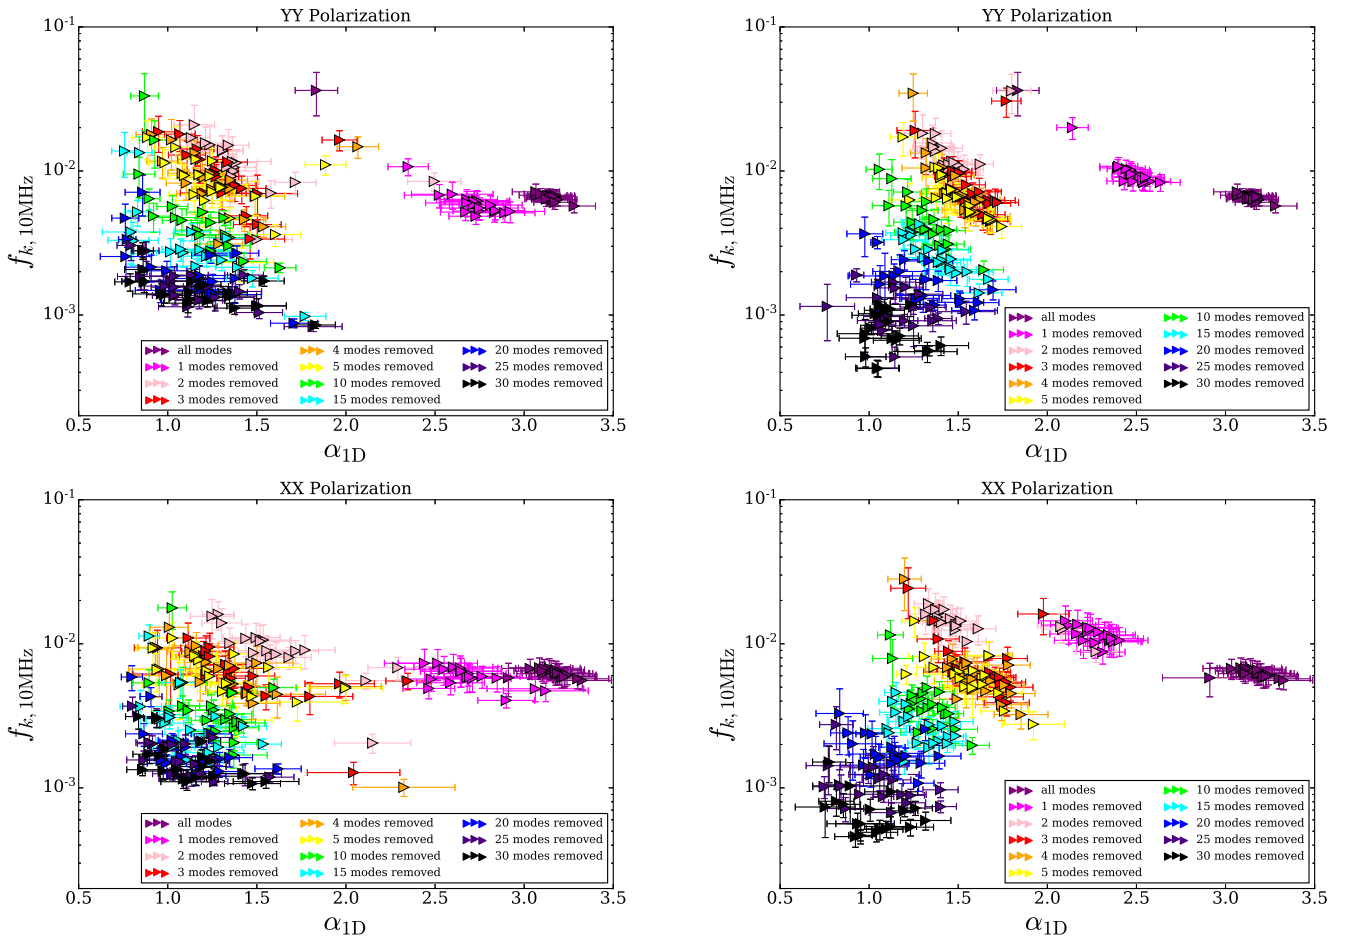 YY Polarization
10^-1
10^-2
10^-3
f_k, 10MHz
0.5 1.0 1.5 2.0 2.5 3.0 3.5
α_1D
all modes
1 modes removed
2 modes removed
3 modes removed
4 modes removed
5 modes removed
10 modes removed
15 modes removed
20 modes removed
25 modes removed
30 modes removed
YY Polarization
10^-1
10^-2
10^-3
f_k, 10MHz
0.5 1.0 1.5 2.0 2.5 3.0 3.5
α_1D
all modes
1 modes removed
2 modes removed
3 modes removed
4 modes removed
5 modes removed
10 modes removed
15 modes removed
20 modes removed
25 modes removed
30 modes removed
XX Polarization
10^-1
10^-2
10^-3
f_k, 10MHz
0.5 1.0 1.5 2.0 2.5 3.0 3.5
α_1D
all modes
1 modes removed
2 modes removed
3 modes removed
4 modes removed
5 modes removed
10 modes removed
15 modes removed
20 modes removed
25 modes removed
30 modes removed
XX Polarization
10^-1
10^-2
10^-3
f_k, 10MHz
0.5 1.0 1.5 2.0 2.5 3.0 3.5
α_1D
all modes
1 modes removed
2 modes removed
3 modes removed
4 modes removed
5 modes removed
10 modes removed
15 modes removed
20 modes removed
25 modes removed
30 modes removed